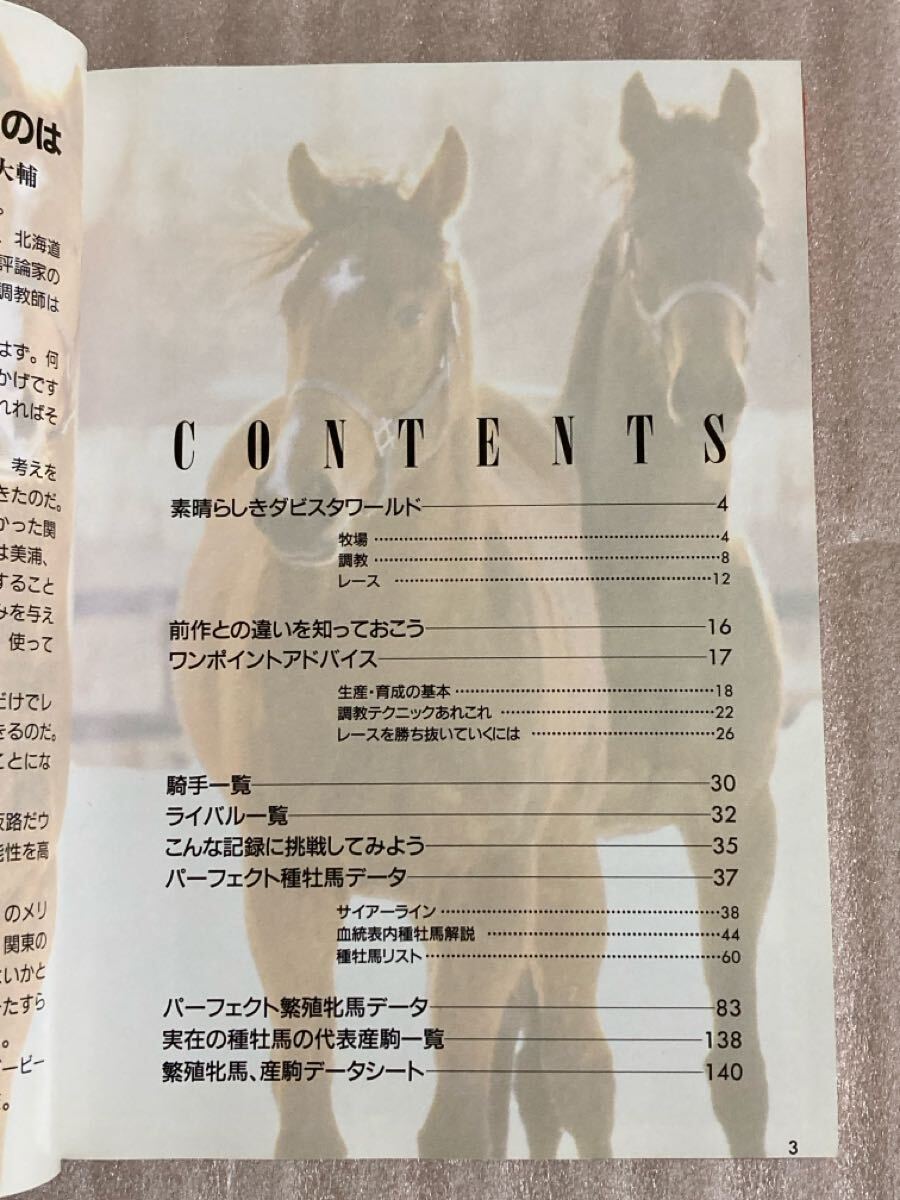 のは
大輔
。
、北海道
評論家の
調教師は
はず。何
かげです
れればそ
考えを
きたのだ。
かった関
は美浦、
すること
みを与え
使って
だけでレ
きるのだ。
ことにな
坂路だウ
能性を高
のメリ
関東の
いかと
たすら
。
ービー
。
CONTENTS
素晴らしきダビスタワールド 4
牧場 4
調教 8
レース 12
前作との違いを知っておこう 16
ワンポイントアドバイス 17
生産・育成の基本 18
調教テクニックあれこれ 22
レースを勝ち抜いていくには 26
騎手一覧 30
ライバル一覧 32
こんな記録に挑戦してみよう 35
パーフェクト種牡馬データ 37
サイアーライン 38
血統表内種牡馬解説 44
種牡馬リスト 60
パーフェクト繁殖牝馬データ 83
実在の種牡馬の代表産駒一覧 138
繁殖牝馬、産駒データシート 140
3